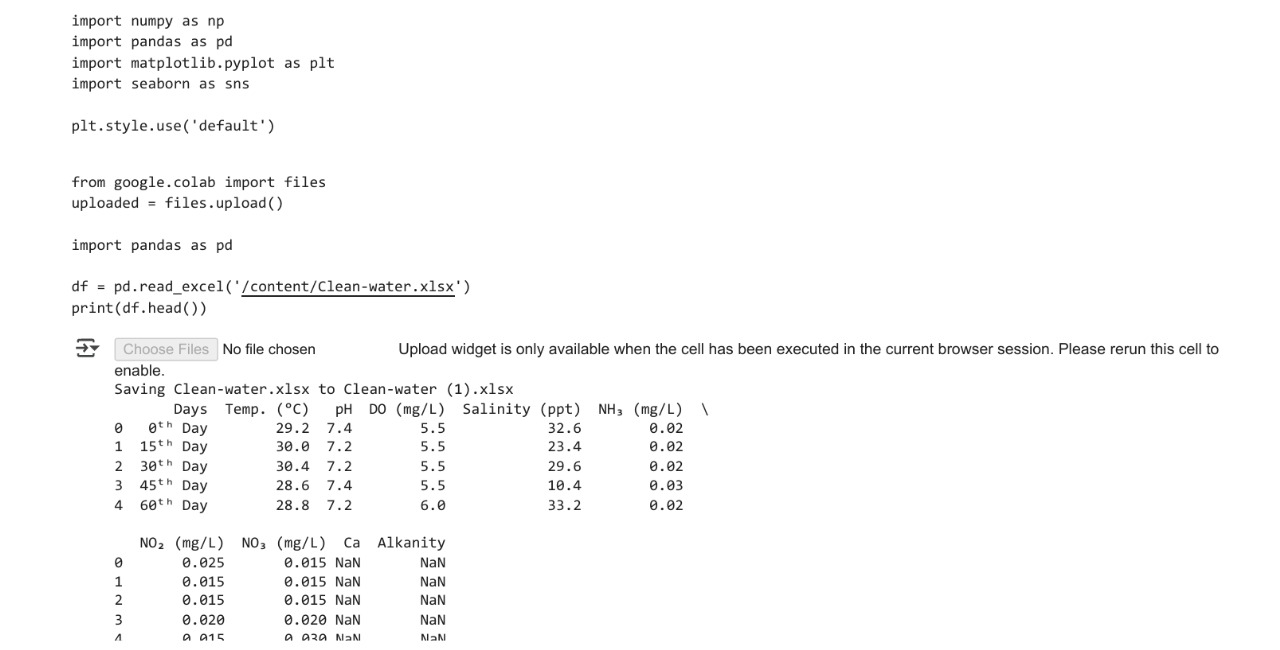 import numpy as np
import pandas as pd
import matplotlib.pyplot as plt
import seaborn as sns
plt.style.use('default')
from google.colab import files
uploaded = files.upload()
import pandas as pd
df = pd.read_excel('/content/Clean-water.xlsx')
print(df.head())
Choose Files No file chosen Upload widget is only available when the cell has been executed in the current browser session. Please rerun this cell to
enable.
Saving Clean-water.xlsx to Clean-water (1).xlsx
Days Temp. (°C) pH DO (mg/L) Salinity (ppt) NH₃ (mg/L) \
0 0ᵗʰ Day 29.2 7.4 5.5 32.6 0.02
1 15ᵗʰ Day 30.0 7.2 5.5 23.4 0.02
2 30ᵗʰ Day 30.4 7.2 5.5 29.6 0.02
3 45ᵗʰ Day 28.6 7.4 5.5 10.4 0.03
4 60ᵗʰ Day 28.8 7.2 6.0 33.2 0.02
NO₂ (mg/L) NO₃ (mg/L) Ca Alkanity
0 0.025 0.015 NaN NaN
1 0.015 0.015 NaN NaN
2 0.015 0.015 NaN NaN
3 0.020 0.020 NaN NaN
4 0.015 0.030 NaN NaN